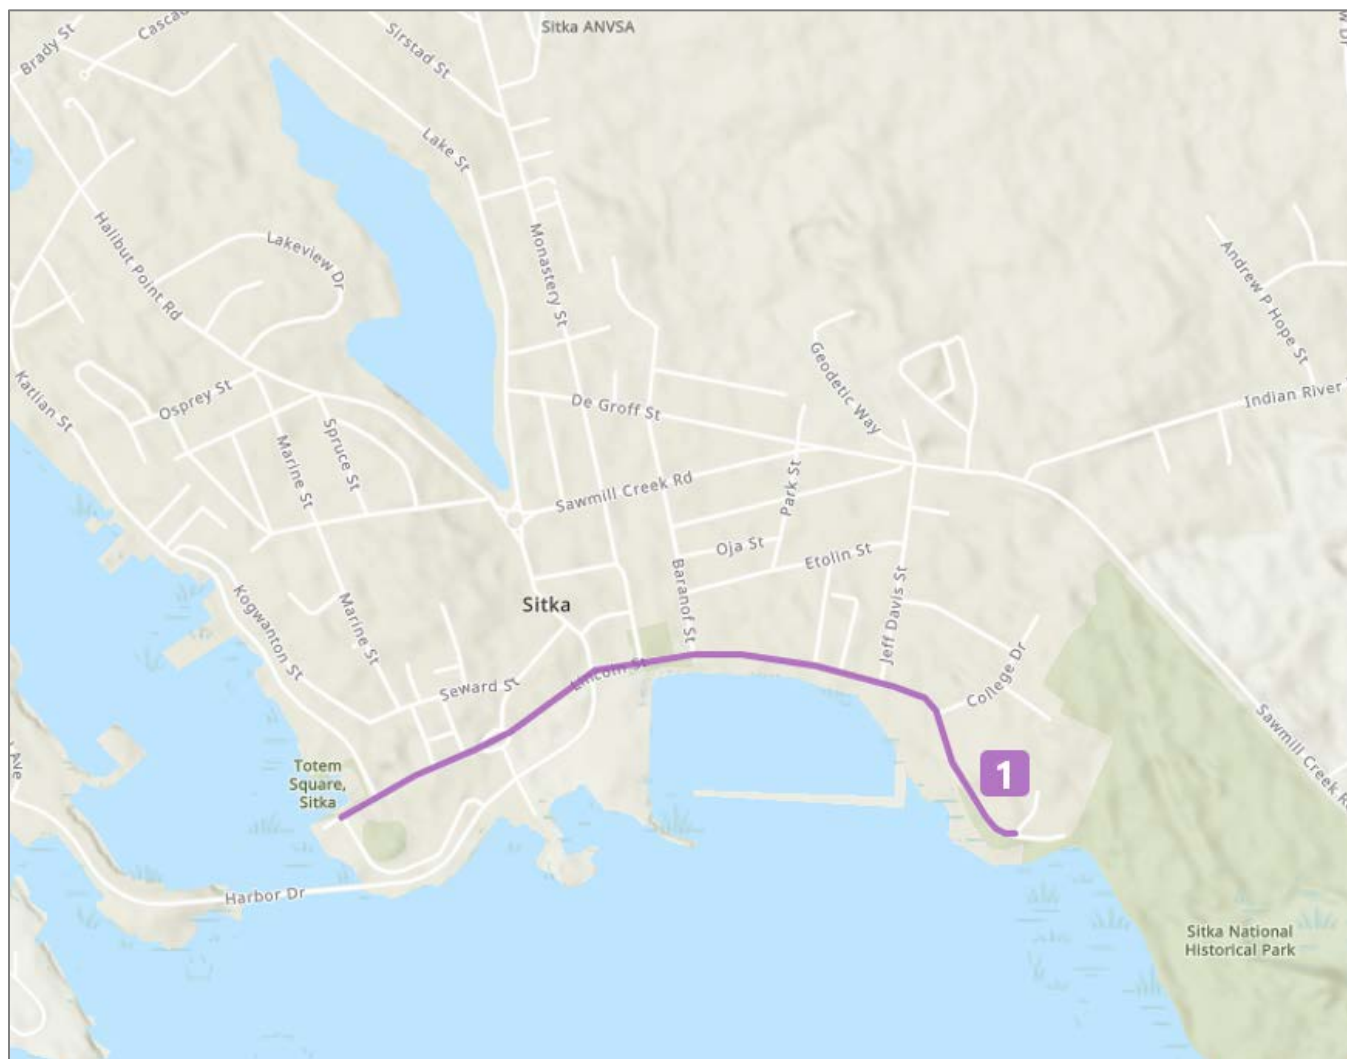 Sitka ANVSA
Brady St
Cascad
Sirstad St
Lake St
Halibut Point Rd
Lakeview Dr
Monastery St
Andrew P Hope St
Geodetic Way
Katlian St
Osprey St
Marine St
Spruce St
De Groff St
Indian River
Sawmill Creek Rd
Park St
Oja St
Etolin St
Baranof St
Jeff Davis St
Sitka
Kogwanton St
Marine St
Seward St
Lincoln St
College Dr
Sawmill Creek R
Ave
Totem
Square,
Sitka
1
Harbor Dr
Sitka National
Historical Park